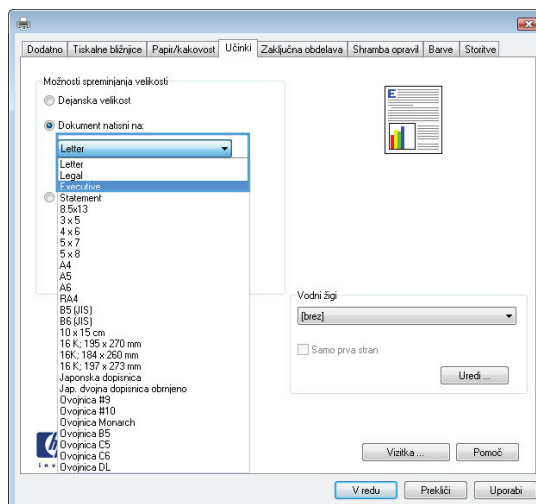 Dodatno Tiskalne bližnjice Papir/kakovost Učinki Zaključna obdelava Shramba opravil Barve Storitve
Možnosti spreminjanja velikosti
Dejanska velikost
Dokument natisni na:
Letter
Letter
Legal
Executive
Statement
8.5x13
3 x 5
4 x 6
5 x 7
5 x 8
A4
A5
A6
RA4
B5 (JIS)
B6 (JIS)
10 x 15 cm
16 K; 195 x 270 mm
16K; 184 x 260 mm
16 K; 197 x 273 mm
Japonska dopisnica
Jap. dvojna dopisnica obrnjeno
Ovojnica #9
Ovojnica #10
Ovojnica Monarch
Ovojnica B5
Ovojnica C5
Ovojnica C6
Ovojnica DL
E
Vodni žigi
[brez]
Samo prva stran
Uredi ...
i n v
Vizitka ... Pomoč
V redu Prekliči Uporabi